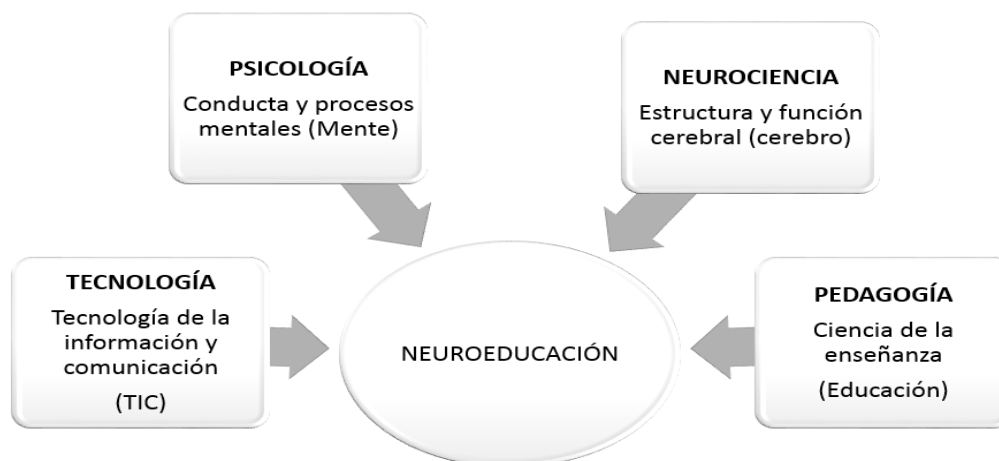 PSICOLOGÍA
Conducta y procesos
mentales (Mente)
NEUROCIENCIA
Estructura y función
cerebral (cerebro)
TECNOLOGÍA
Tecnología de la
información y
comunicación
(TIC)
NEUROEDUCACIÓN
PEDAGOGÍA
Ciencia de la
enseñanza
(Educación)